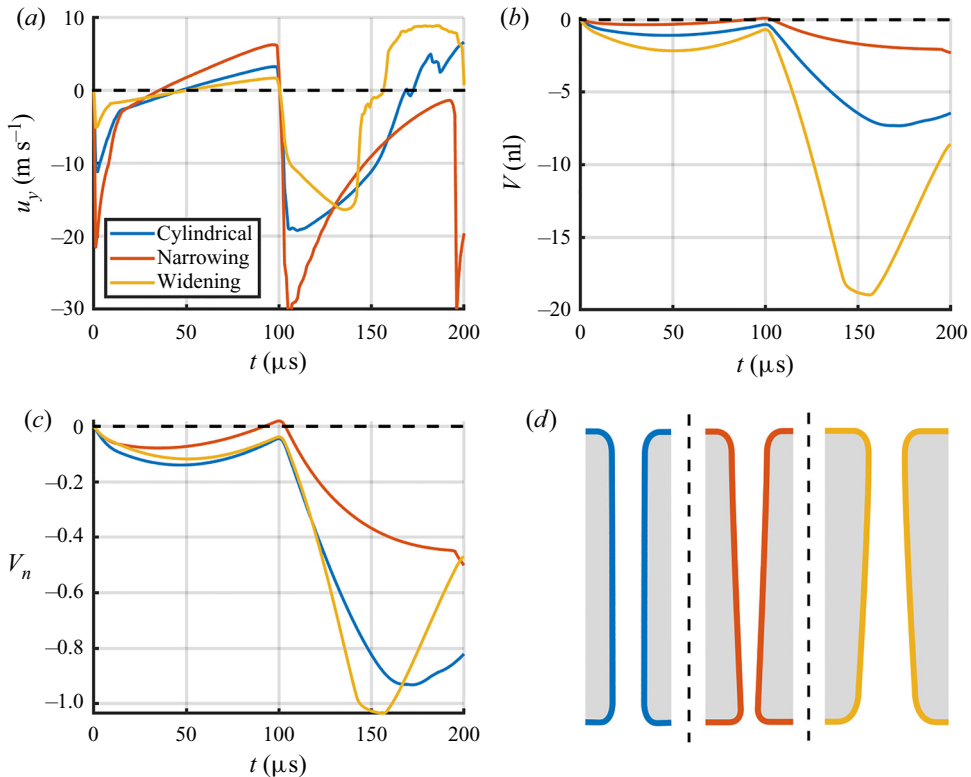 (a)
10
0
–10
–20
–30
u_y (m s⁻¹)
Cylindrical
Narrowing
Widening
0
50
100
150
200
t (μs)
(b)
0
–5
–10
–15
–20
V (nl)
0
50
100
150
200
t (μs)
(c)
0
–0.2
–0.4
–0.6
–0.8
–1.0
V_n
0
50
100
150
200
t (μs)
(d)